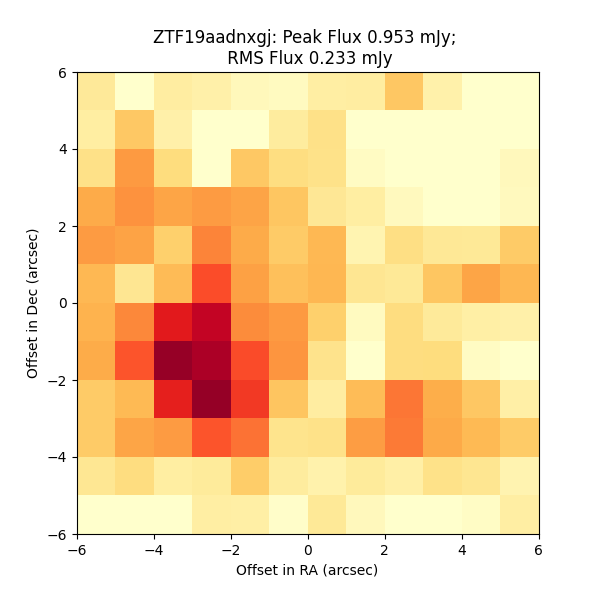 ZTF19aadnxgj: Peak Flux 0.953 mJy;
RMS Flux 0.233 mJy
6
4
2
0
−2
−4
−6
Offset in Dec (arcsec)
−6 −4 −2 0 2 4 6
Offset in RA (arcsec)